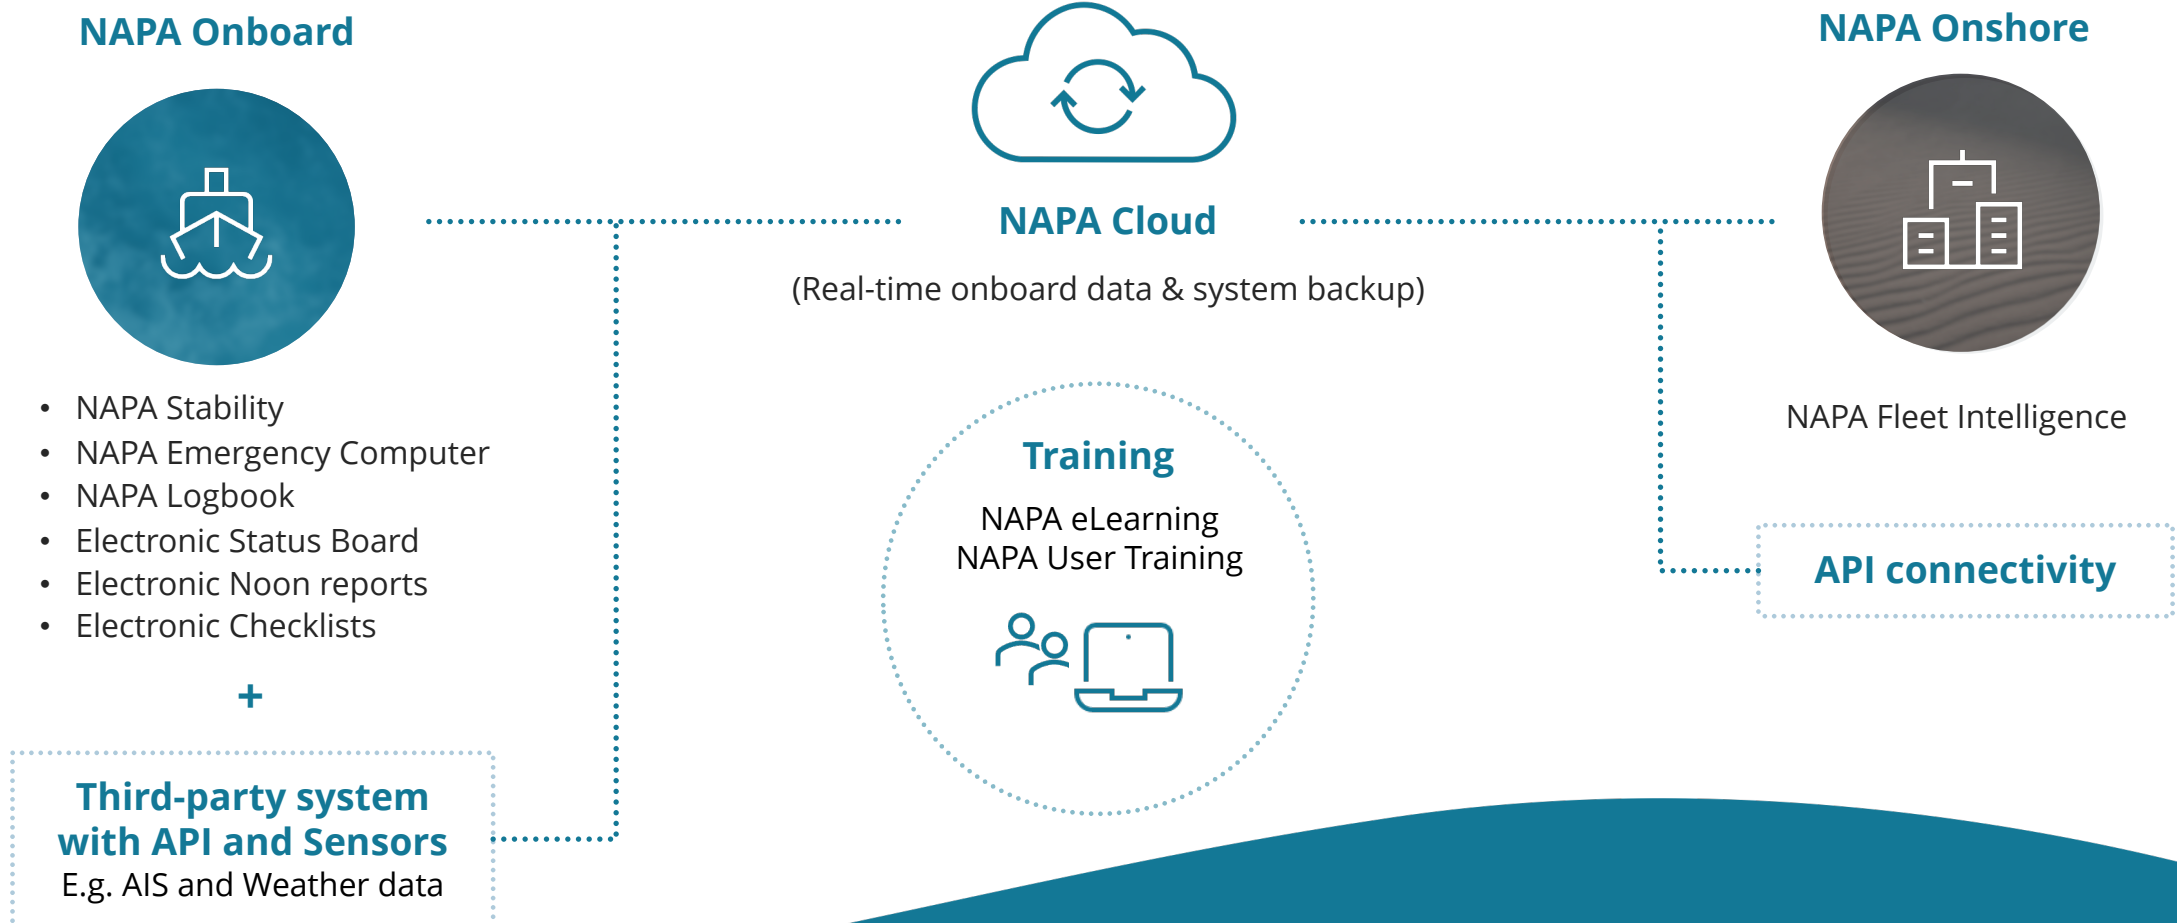 NAPA Onboard
• NAPA Stability
• NAPA Emergency Computer
• NAPA Logbook
• Electronic Status Board
• Electronic Noon reports
• Electronic Checklists
+
Third-party system
with API and Sensors
E.g. AIS and Weather data
NAPA Cloud
(Real-time onboard data & system backup)
Training
NAPA eLearning
NAPA User Training
NAPA Onshore
NAPA Fleet Intelligence
API connectivity